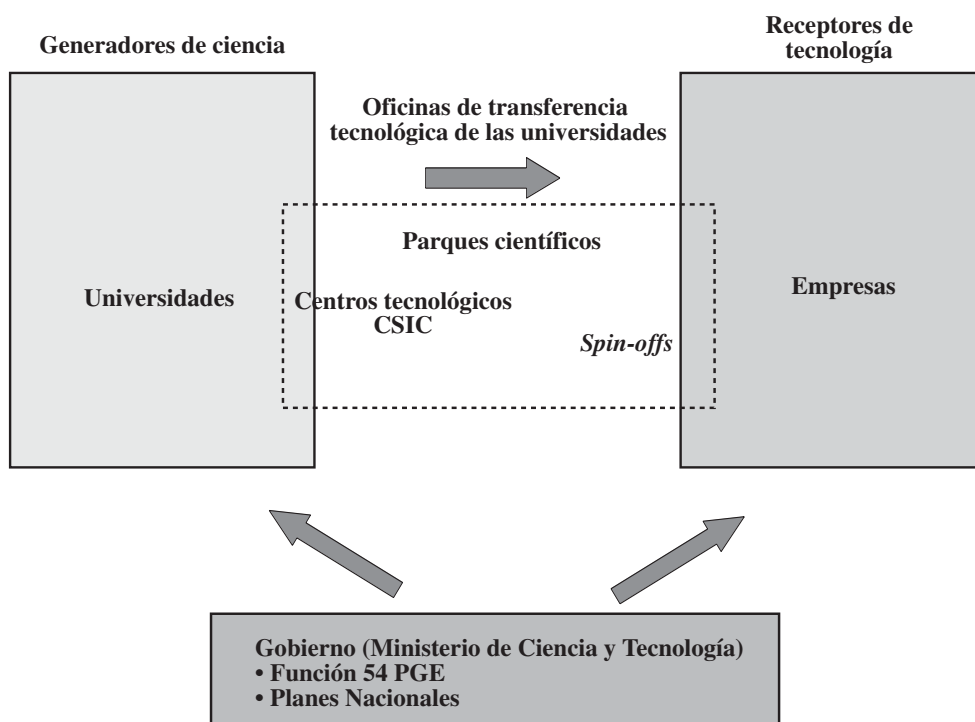 Generadores de ciencia
Receptores de
tecnología
Oficinas de transferencia
tecnológica de las universidades
Parques científicos
Universidades
Centros tecnológicos
CSIC
Spin-offs
Empresas
Gobierno (Ministerio de Ciencia y Tecnología)
• Función 54 PGE
• Planes Nacionales